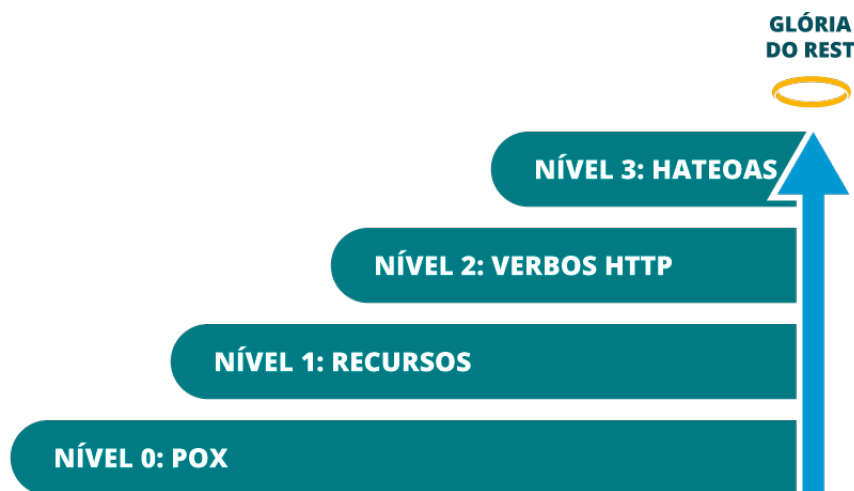 GLÓRIA
DO REST
NÍVEL 3: HATEOAS
NÍVEL 2: VERBOS HTTP
NÍVEL 1: RECURSOS
NÍVEL 0: POX